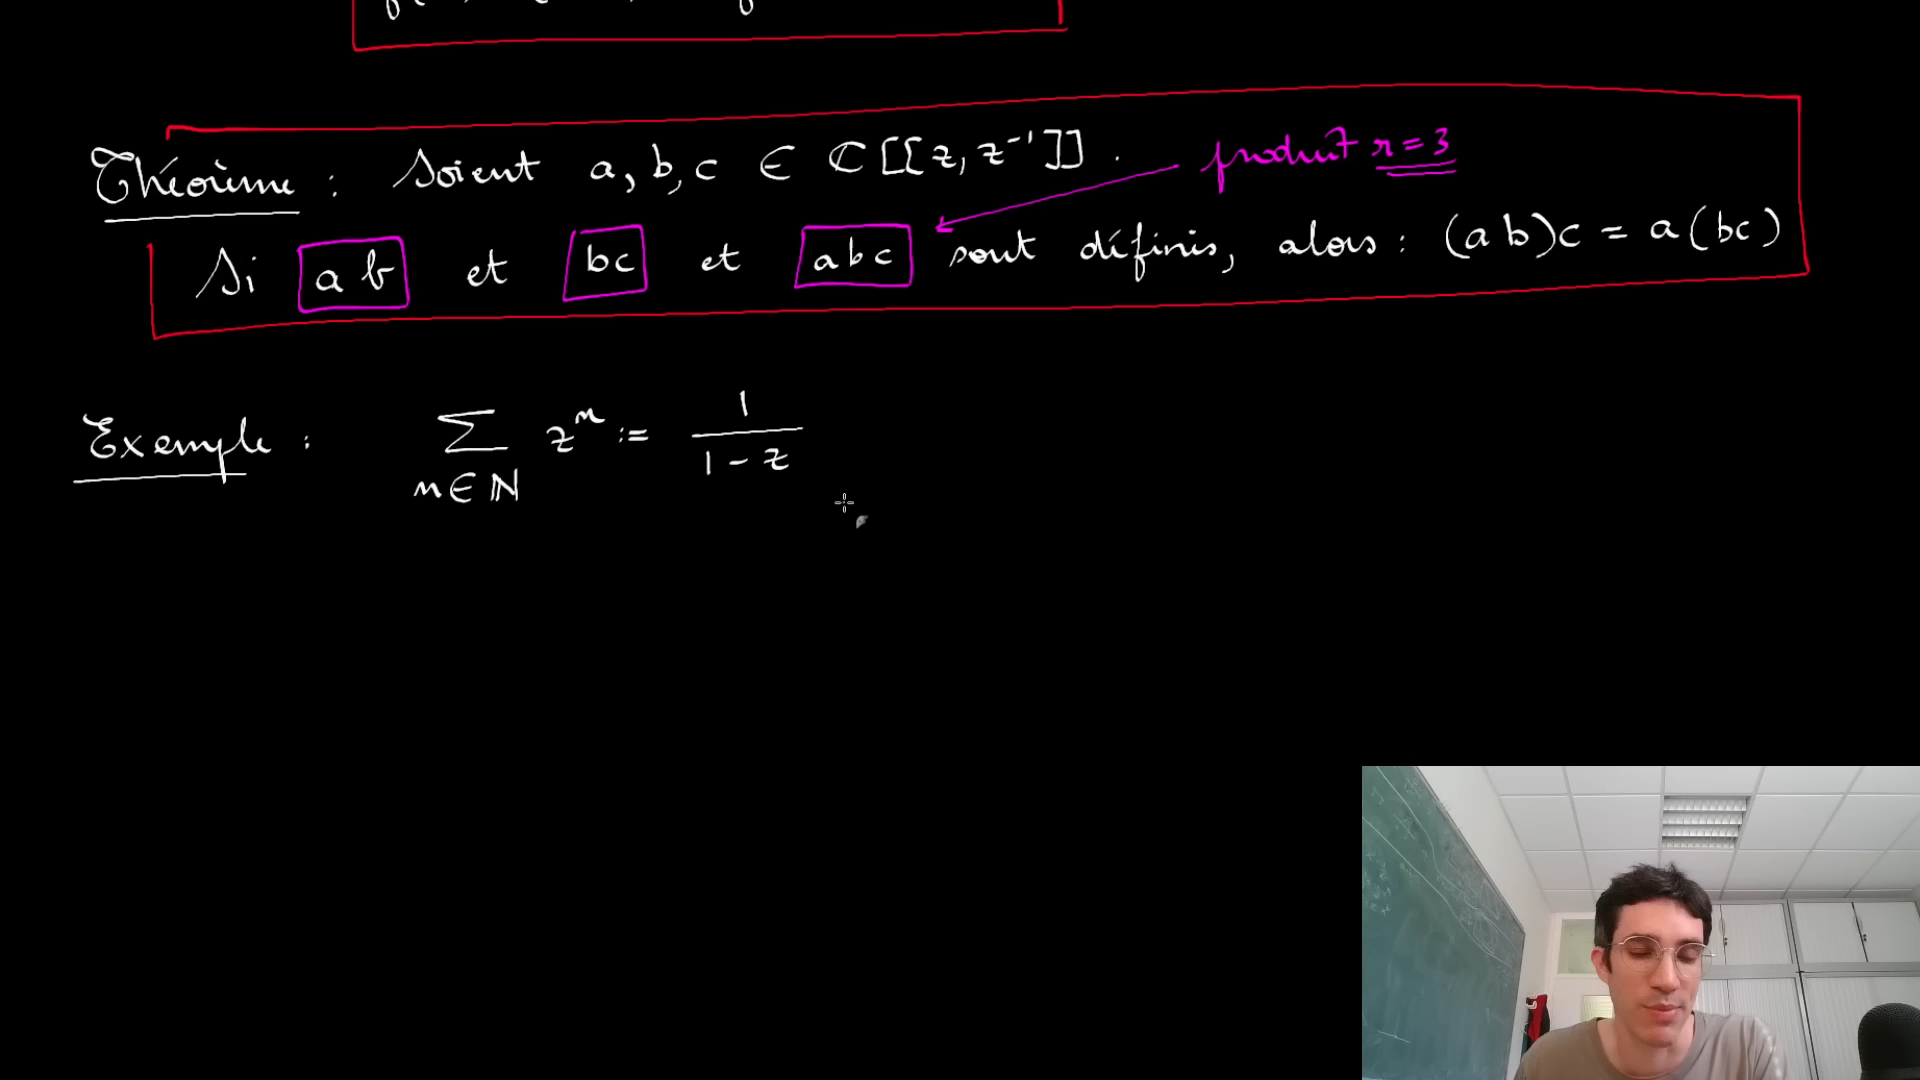 Théorème : Soient a, b, c ∈ ℂ[[z, z⁻¹]]. produit r=3
Si ab et bc et abc sont définis, alors : (ab)c = a(bc)
Exemple : ∑_{n∈ℕ} zⁿ := 1/(1-z)